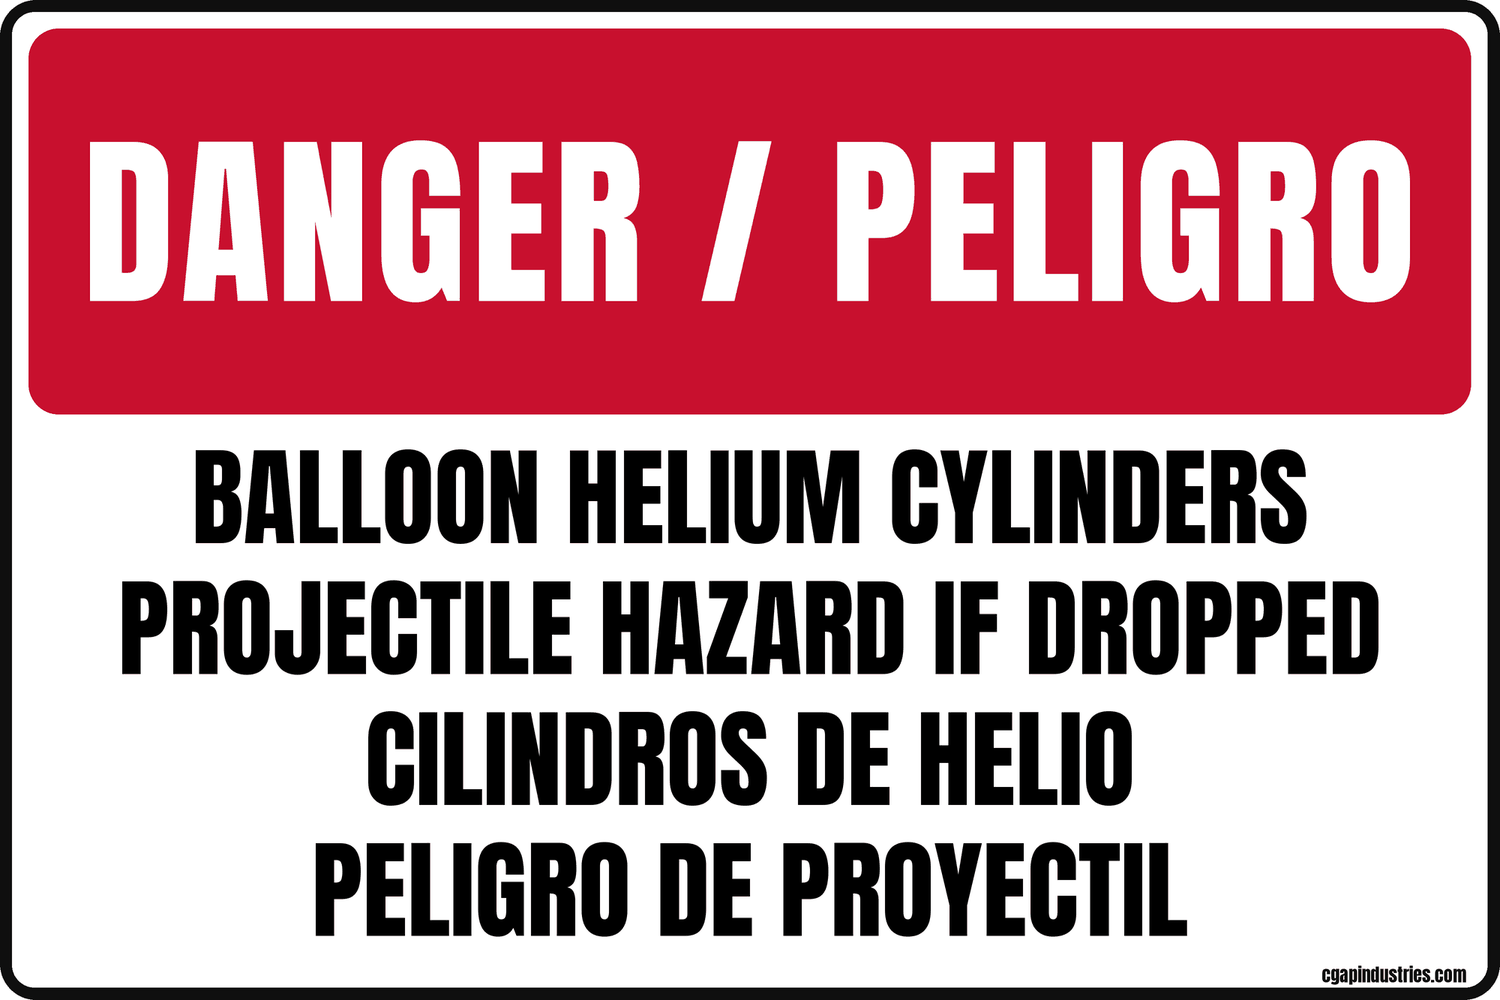 DANGER / PELIGRO
BALLOON HELIUM CYLINDERS
PROJECTILE HAZARD IF DROPPED
CILINDROS DE HELIO
PELIGRO DE PROYECTIL
cgapindustries.com